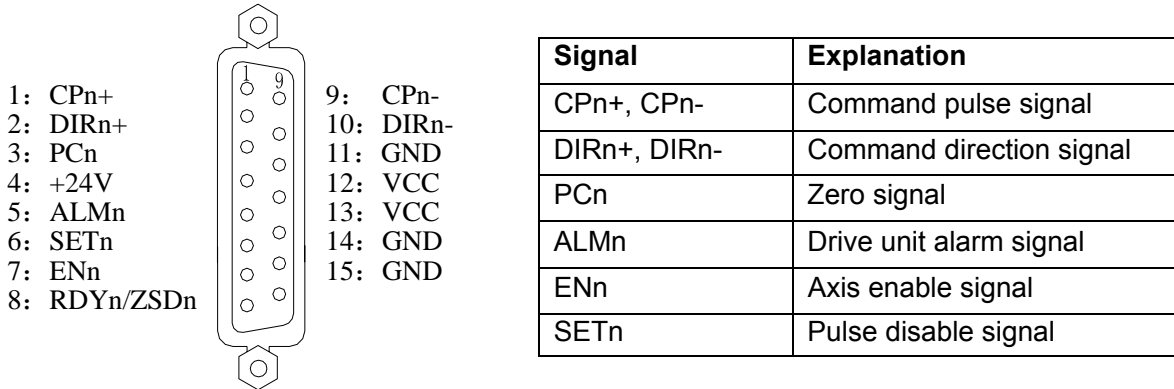 1：CPn+
2：DIRn+
3：PCn
4：+24V
5：ALMn
6：SETn
7：ENn
8：RDYn/ZSDn
1
9
9： CPn-
10：DIRn-
11：GND
12：VCC
13：VCC
14：GND
15：GND
Signal Explanation
CPn+, CPn- Command pulse signal
DIRn+, DIRn- Command direction signal
PCn Zero signal
ALMn Drive unit alarm signal
ENn Axis enable signal
SETn Pulse disable signal